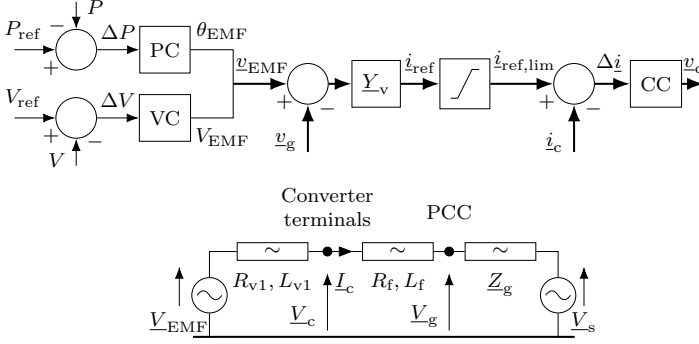 P
P_ref − ΔP PC θ_EMF
+
v_EMF Y_v i_ref i_ref,lim Δi CC v_c
+ − + −
V_ref ΔV VC V_EMF v_g i_c
+ −
V
Converter terminals
PCC
~ ~ ~
R_v1, L_v1 I_c R_f, L_f Z_g
V_EMF V_c V_g V_s